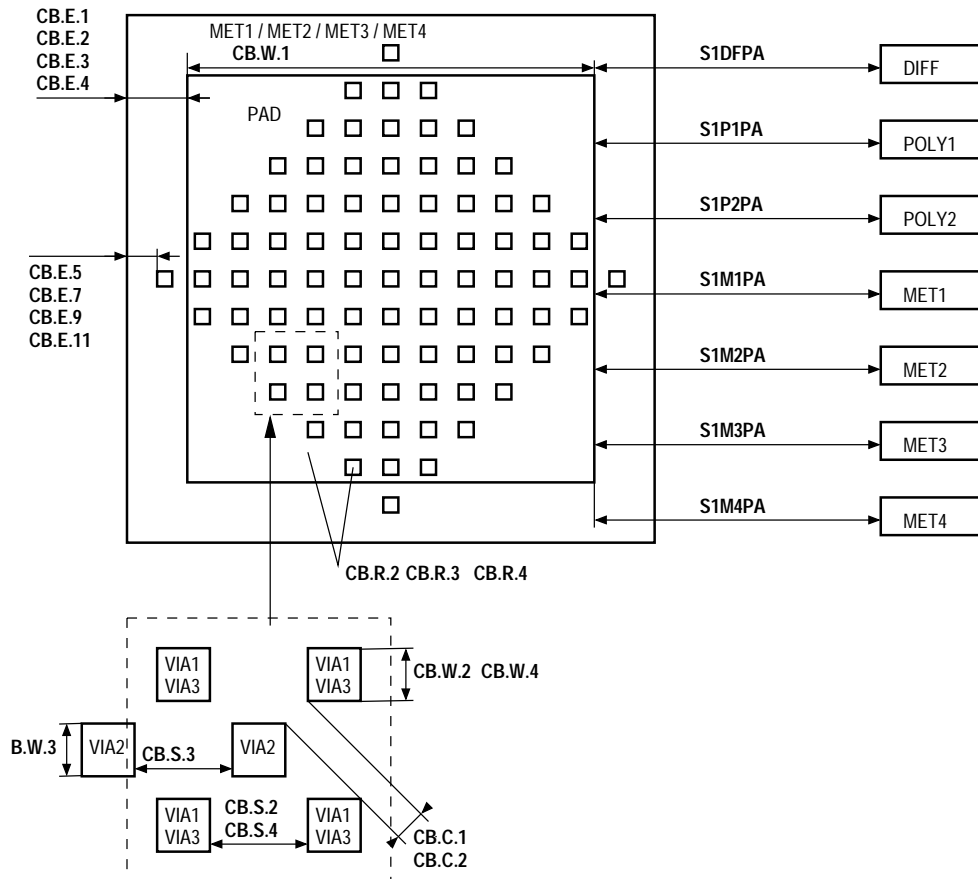 CB.E.1
CB.E.2
CB.E.3
CB.E.4
MET1 / MET2 / MET3 / MET4
CB.W.1
PAD
S1DFPA
DIFF
S1P1PA
POLY1
S1P2PA
POLY2
CB.E.5
CB.E.7
CB.E.9
CB.E.11
S1M1PA
MET1
S1M2PA
MET2
S1M3PA
MET3
S1M4PA
MET4
CB.R.2 CB.R.3 CB.R.4
VIA1
VIA3
VIA1
VIA3
CB.W.2 CB.W.4
B.W.3
VIA2
CB.S.3
VIA2
VIA1
VIA3
CB.S.2
CB.S.4
VIA1
VIA3
CB.C.1
CB.C.2